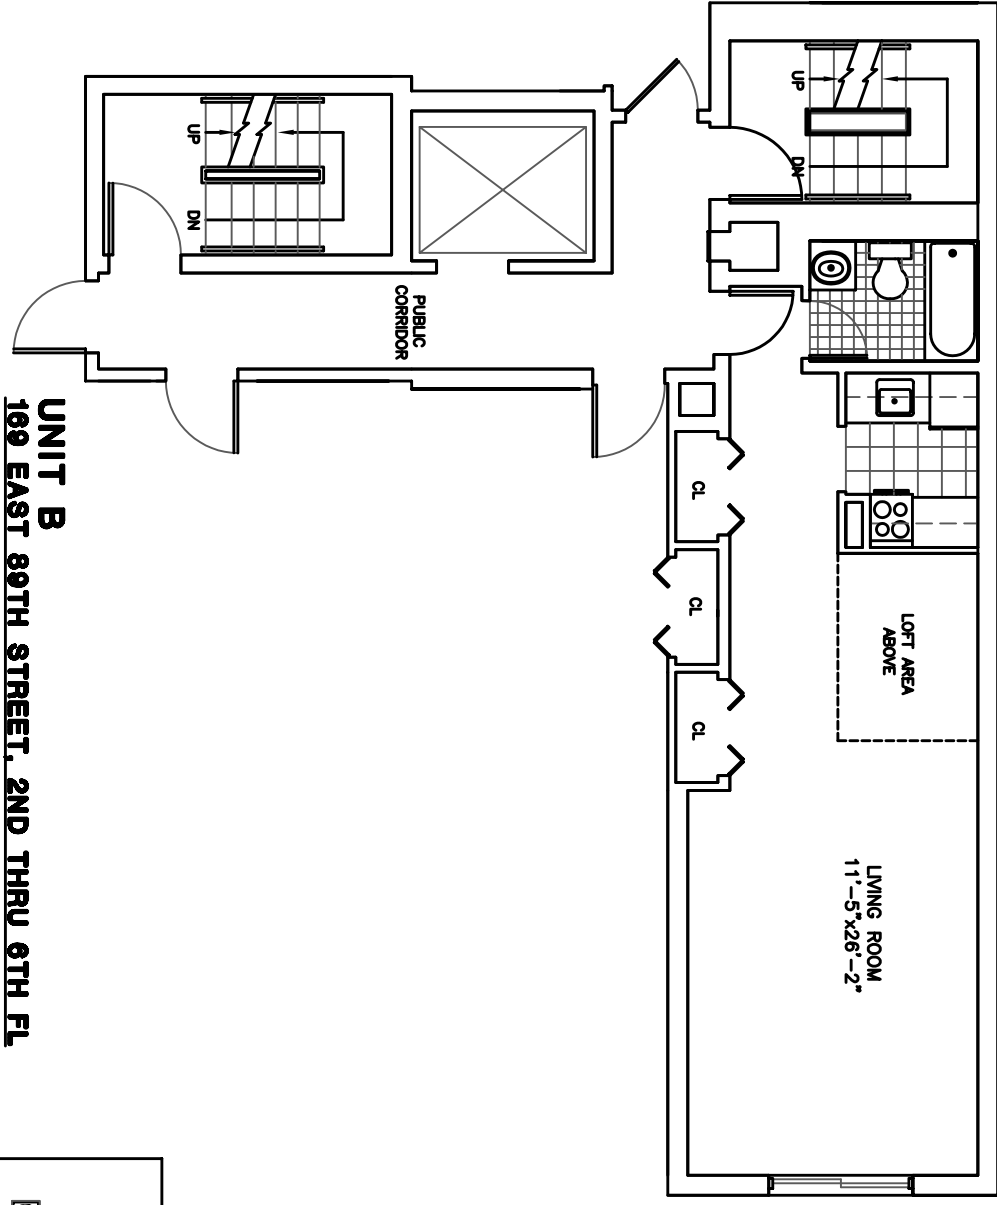 UP
DN
UP
DN
PUBLIC
CORRIDOR
CL
CL
CL
LOFT AREA
ABOVE
LIVING ROOM
11'-5"x26'-2"
UNIT B
169 EAST 89TH STREET, 2ND THRU 6TH FL